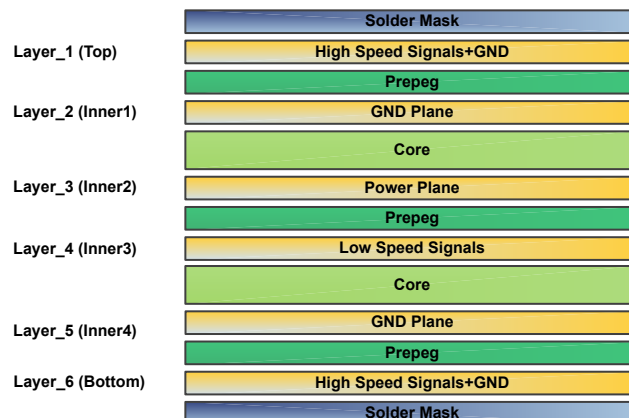 Solder Mask
Layer_1 (Top) High Speed Signals+GND
Prepeg
Layer_2 (Inner1) GND Plane
Core
Layer_3 (Inner2) Power Plane
Prepeg
Layer_4 (Inner3) Low Speed Signals
Core
Layer_5 (Inner4) GND Plane
Prepeg
Layer_6 (Bottom) High Speed Signals+GND
Solder Mask